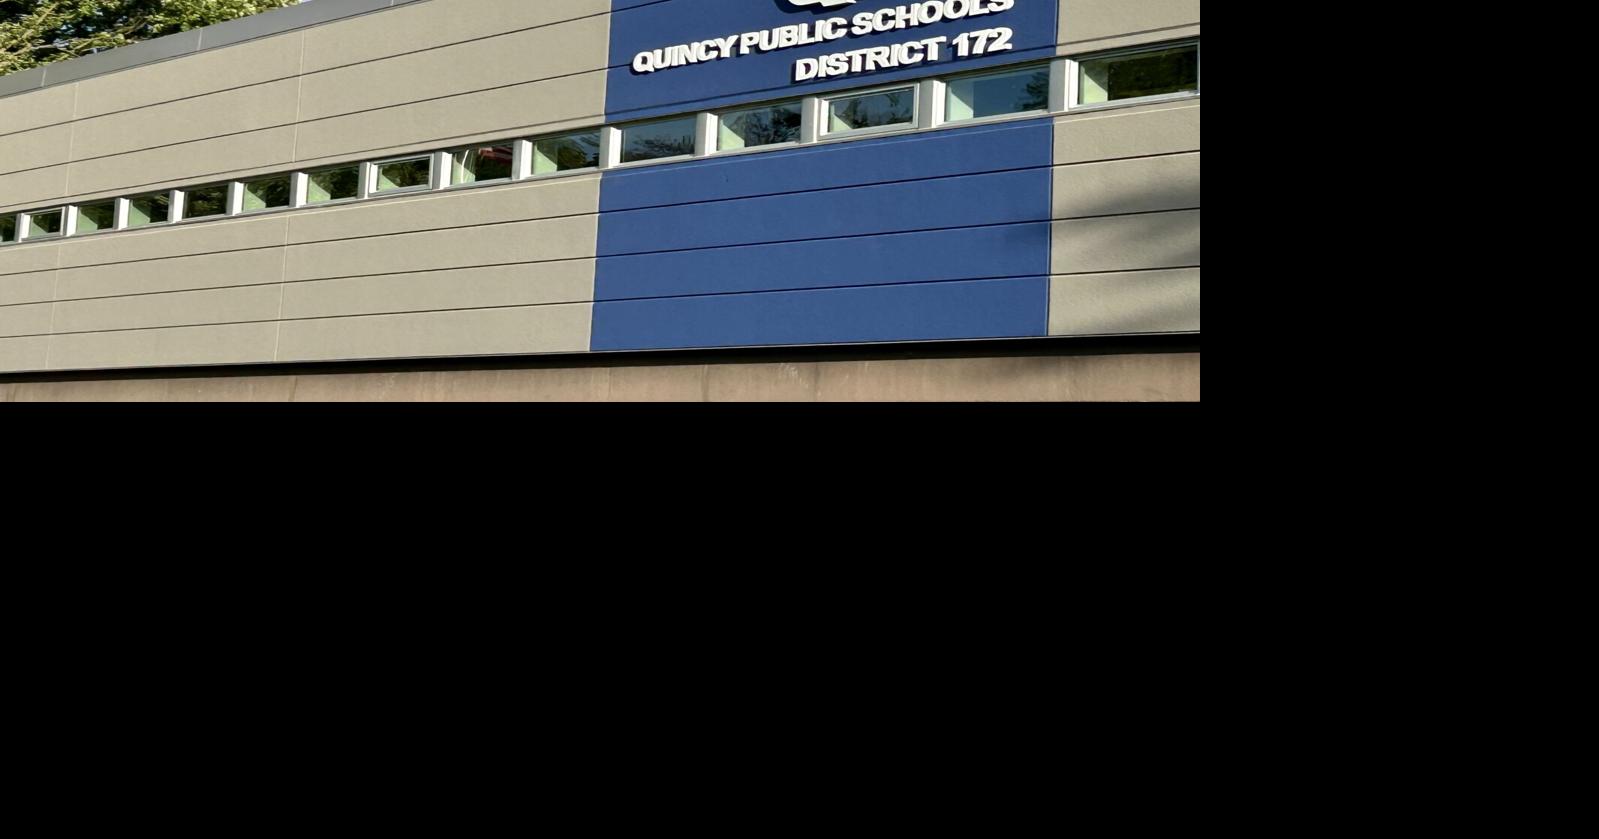 QUINCY PUBLIC SCHOOLS
DISTRICT 172